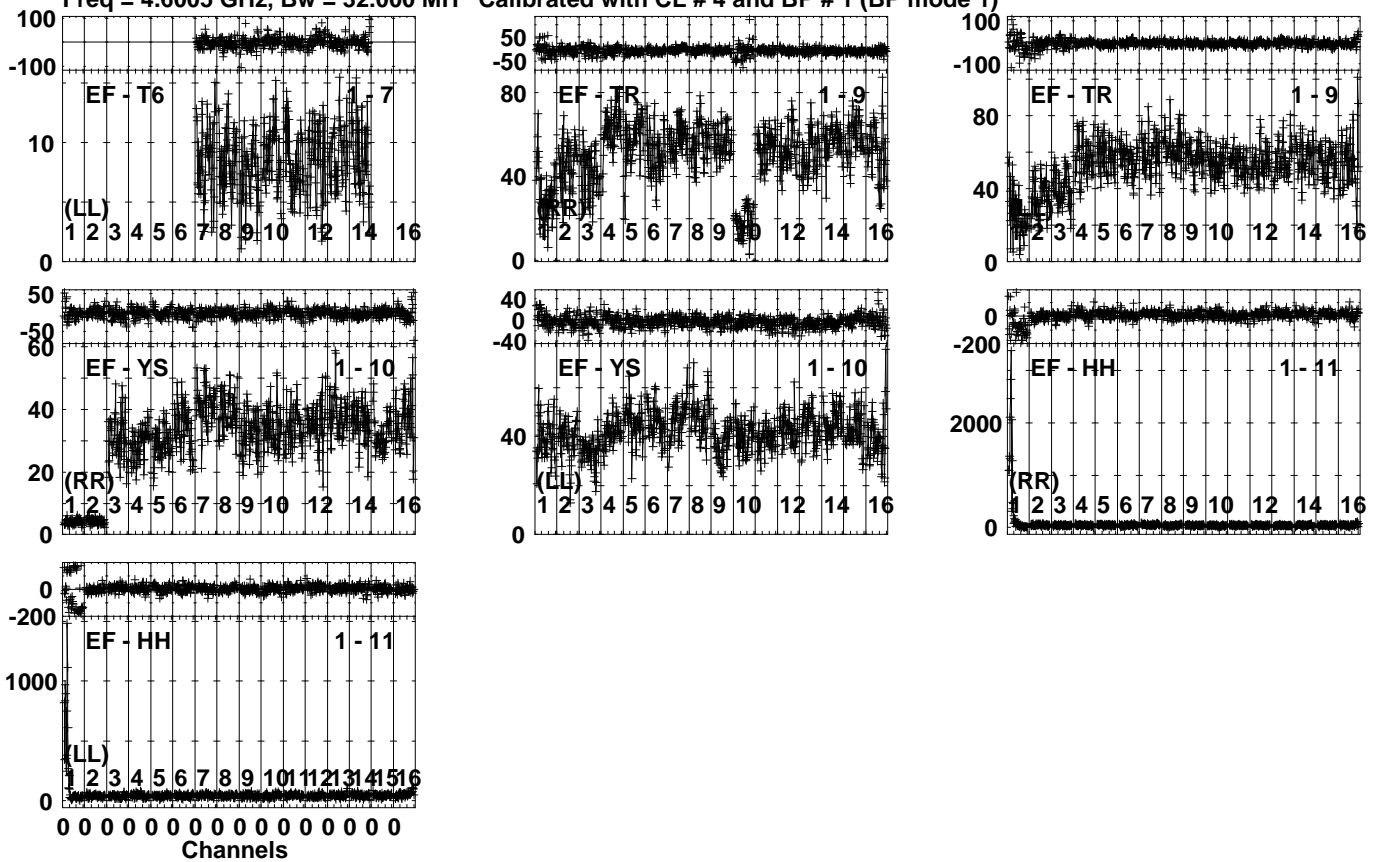 Freq = 4.6005 GHz, Bw = 32.000 MH Calibrated with CL # 4 and BP # 1 (BP mode 1)
100
-100
EF - T6 1 - 7
10
(LL)
1 2 3 4 5 6 7 8 9 10 12 14 16
0
50
-50
80
EF - TR 1 - 9
40
(RR)
1 2 3 4 5 6 7 8 9 10 12 14 16
0
100
-100
EF - TR 1 - 9
80
40
1 2 3 4 5 6 7 8 9 10 12 14 16
0
50
-50
60
EF - YS 1 - 10
40
20
(RR)
1 2 3 4 5 6 7 8 9 10 12 14 16
0
40
0
-40
EF - YS 1 - 10
40
(LL)
1 2 3 4 5 6 7 8 9 10 12 14 16
0
0
-200
EF - HH 1 - 11
2000
(RR)
1 2 3 4 5 6 7 8 9 10 12 14 16
0
0
-200
EF - HH 1 - 11
1000
(LL)
1 2 3 4 5 6 7 8 9 10 11 12 13 14 15 16
0
0 0 0 0 0 0 0 0 0 0 0 0 0 0 0 0
Channels